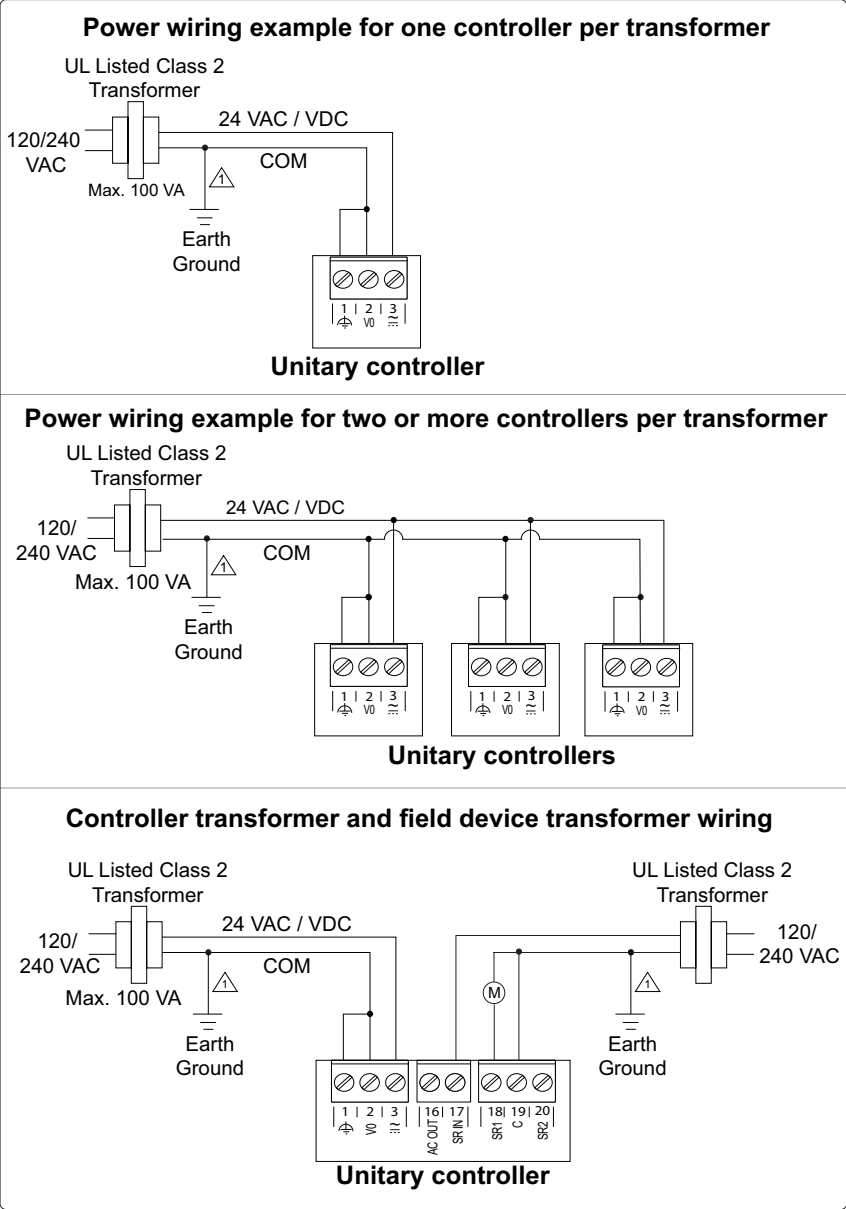 Power wiring example for one controller per transformer
UL Listed Class 2
Transformer
24 VAC / VDC
120/240
VAC
COM
1
Max. 100 VA
Earth
Ground
1 2 3
V0
Unitary controller
Power wiring example for two or more controllers per transformer
UL Listed Class 2
Transformer
24 VAC / VDC
120/
240 VAC
COM
1
Max. 100 VA
Earth
Ground
1 2 3
V0
1 2 3
V0
1 2 3
V0
Unitary controllers
Controller transformer and field device transformer wiring
UL Listed Class 2
Transformer
24 VAC / VDC
120/
240 VAC
COM
1
Max. 100 VA
Earth
Ground
UL Listed Class 2
Transformer
120/
240 VAC
M
1
Earth
Ground
1 2 3
V0
16 17
AC OUT
SR IN
18 19 20
SR1
C
SR2
Unitary controller